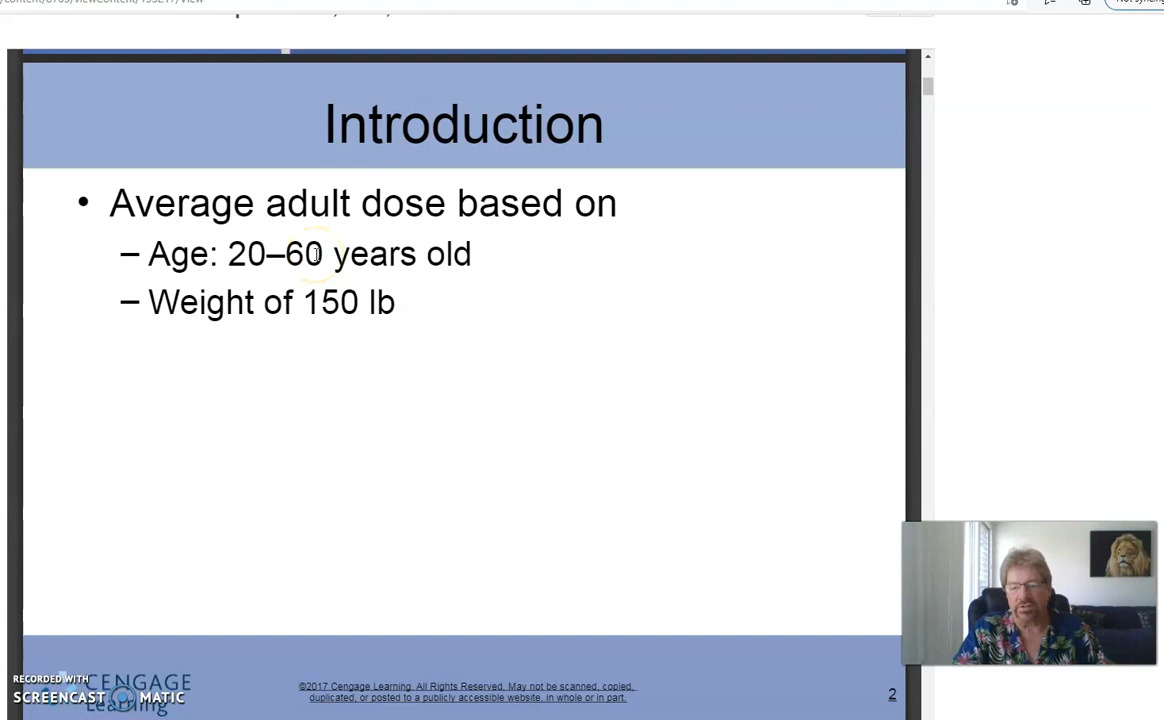 Introduction
• Average adult dose based on
– Age: 20–60 years old
– Weight of 150 lb
RECORDED WITH
SCREENCAST MATIC
CENGAGE
Learning
©2017 Cengage Learning. All Rights Reserved. May not be scanned, copied,
duplicated, or posted to a publicly accessible website, in whole or in part.
2